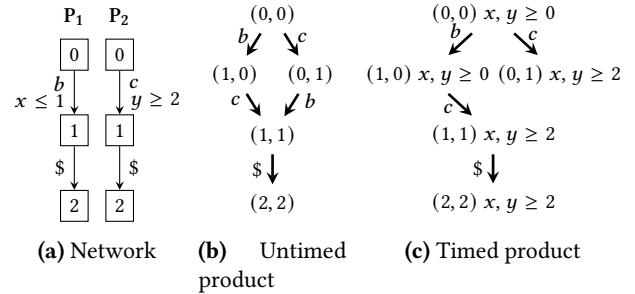 P₁ P₂
0 0
b c
x ≤ 1 y ≥ 2
1 1
$ $
2 2
(a) Network
(0, 0)
b c
(1, 0) (0, 1)
c b
(1, 1)
$
(2, 2)
(b) Untimed
product
(0, 0) x, y ≥ 0
b c
(1, 0) x, y ≥ 0 (0, 1) x, y ≥ 2
c
(1, 1) x, y ≥ 2
$
(2, 2) x, y ≥ 2
(c) Timed product